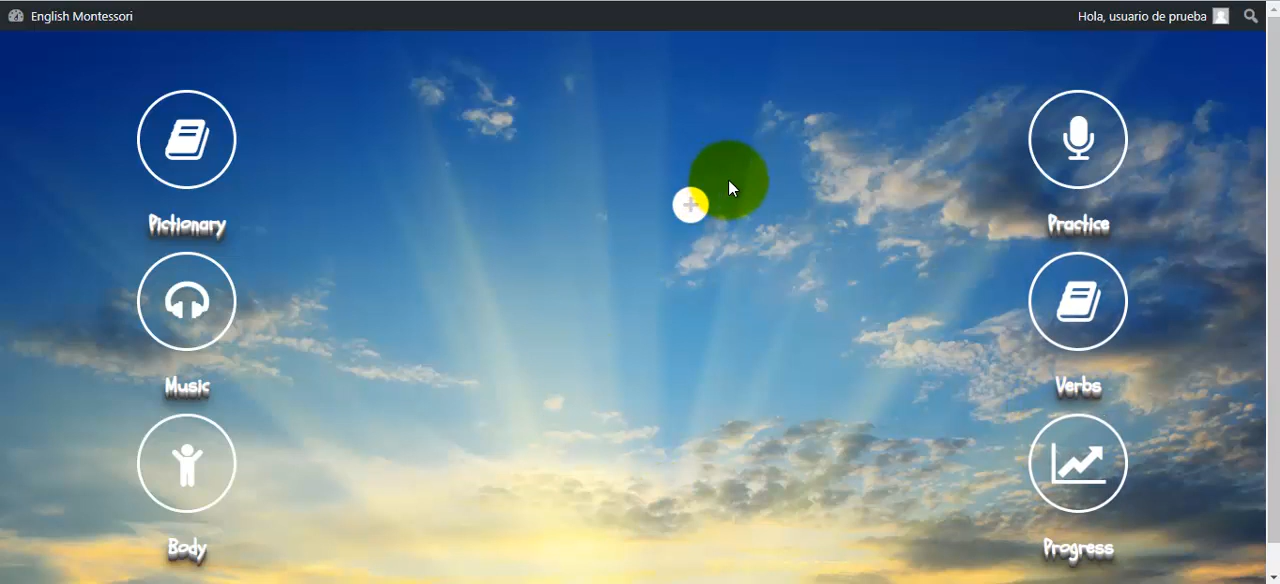 English Montessori
Hola, usuario de prueba
Pictionary
Practice
Music
Verbs
Body
Progress